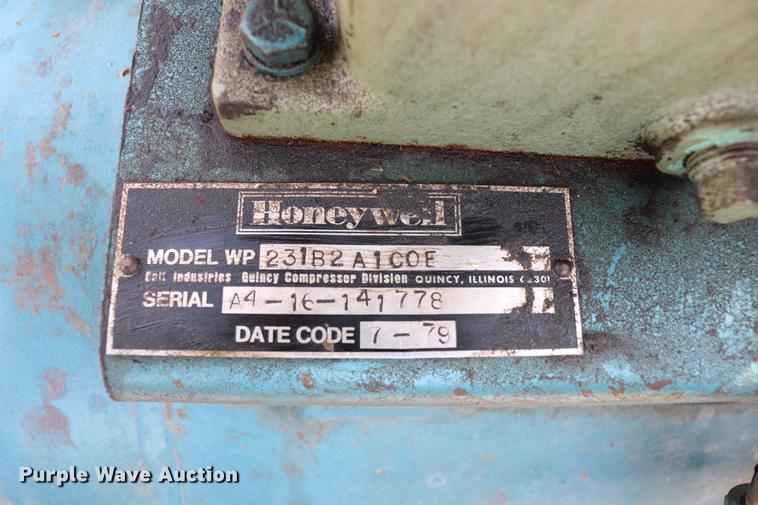 Honeywell
MODEL WP 231B2A1C0E
Colt Industries Quincy Compressor Division QUINCY, ILLINOIS
SERIAL A4-16-141778
DATE CODE 7-79
Purple Wave Auction